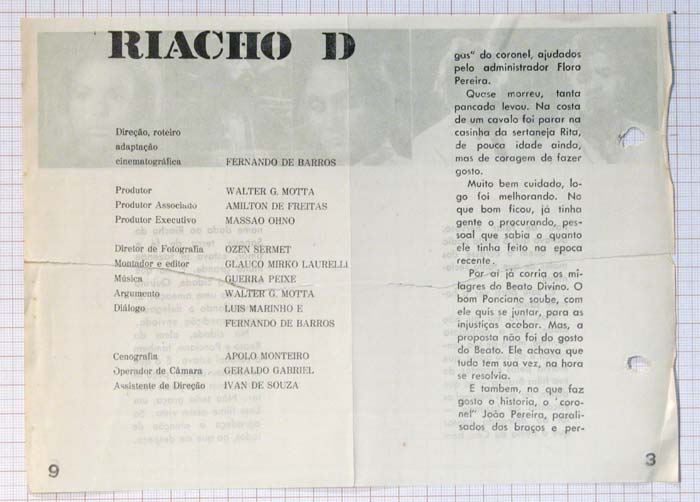 RIACHO D
Direção, roteiro
adaptação
cinematográfica FERNANDO DE BARROS
Produtor WALTER G. MOTTA
Produtor Associado AMILTON DE FREITAS
Produtor Executivo MASSAO OHNO
Diretor de Fotografia OZEN SERMET
Montador e editor GLAUCO MIRKO LAURELLI
Música GUERRA PEIXE
Argumento WALTER G. MOTTA
Diálogo LUIS MARINHO E
FERNANDO DE BARROS
Cenografia APOLO MONTEIRO
Operador de Câmara GERALDO GABRIEL
Assistente de Direção IVAN DE SOUZA
9
gus" do coronel, ajudados
pelo administrador Floro
Pereira.
Quase morreu, tanta
pancada levou. Na costa
de um cavalo foi parar na
casinha da sertaneja Rita,
de pouca idade ainda,
mas de coragem de fazer
gosto.
Muito bem cuidado, lo-
go foi melhorando. No
que bom ficou, já tinha
gente o procurando, pes-
soal que sabia o quanto
ele tinha feito na epoca
recente.
Por aí já corria os mi-
lagres do Beato Divino. O
bom Ponciano soube, com
ele quis se juntar, para as
injustiças acabar. Mas, a
proposta não foi do gosto
do Beato. Ele achava que
tudo tem sua vez, na hora
se resolvia.
E tambem, no que faz
gosto a historia, o 'coro-
nel" João Pereira, parali-
sados dos braços e per-
3